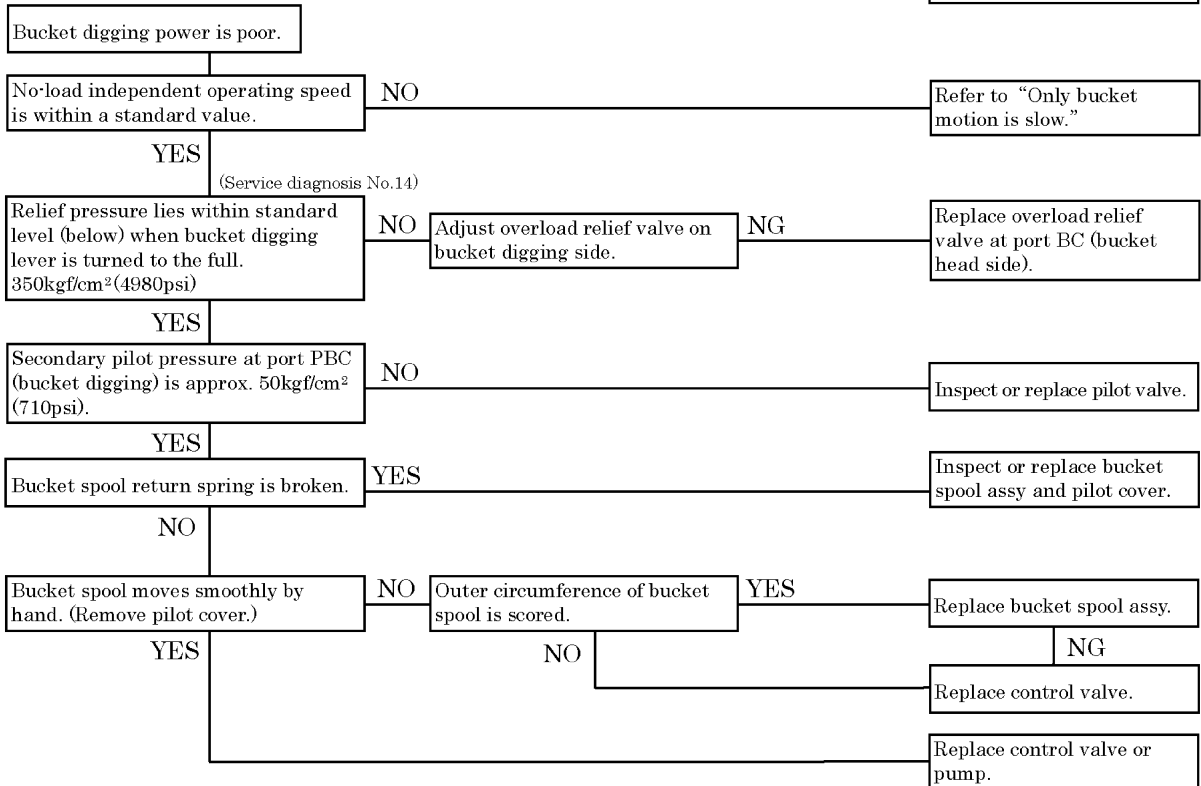 Bucket digging power is poor.
No-load independent operating speed
is within a standard value.
NO
Refer to “Only bucket
motion is slow.”
YES
(Service diagnosis No.14)
Relief pressure lies within standard
level (below) when bucket digging
lever is turned to the full.
350kgf/cm²(4980psi)
NO
Adjust overload relief valve on
bucket digging side.
NG
Replace overload relief
valve at port BC (bucket
head side).
YES
Secondary pilot pressure at port PBC
(bucket digging) is approx. 50kgf/cm²
(710psi).
NO
Inspect or replace pilot valve.
YES
Bucket spool return spring is broken.
YES
Inspect or replace bucket
spool assy and pilot cover.
NO
Bucket spool moves smoothly by
hand. (Remove pilot cover.)
NO
Outer circumference of bucket
spool is scored.
YES
Replace bucket spool assy.
YES
NO
NG
Replace control valve.
Replace control valve or
pump.